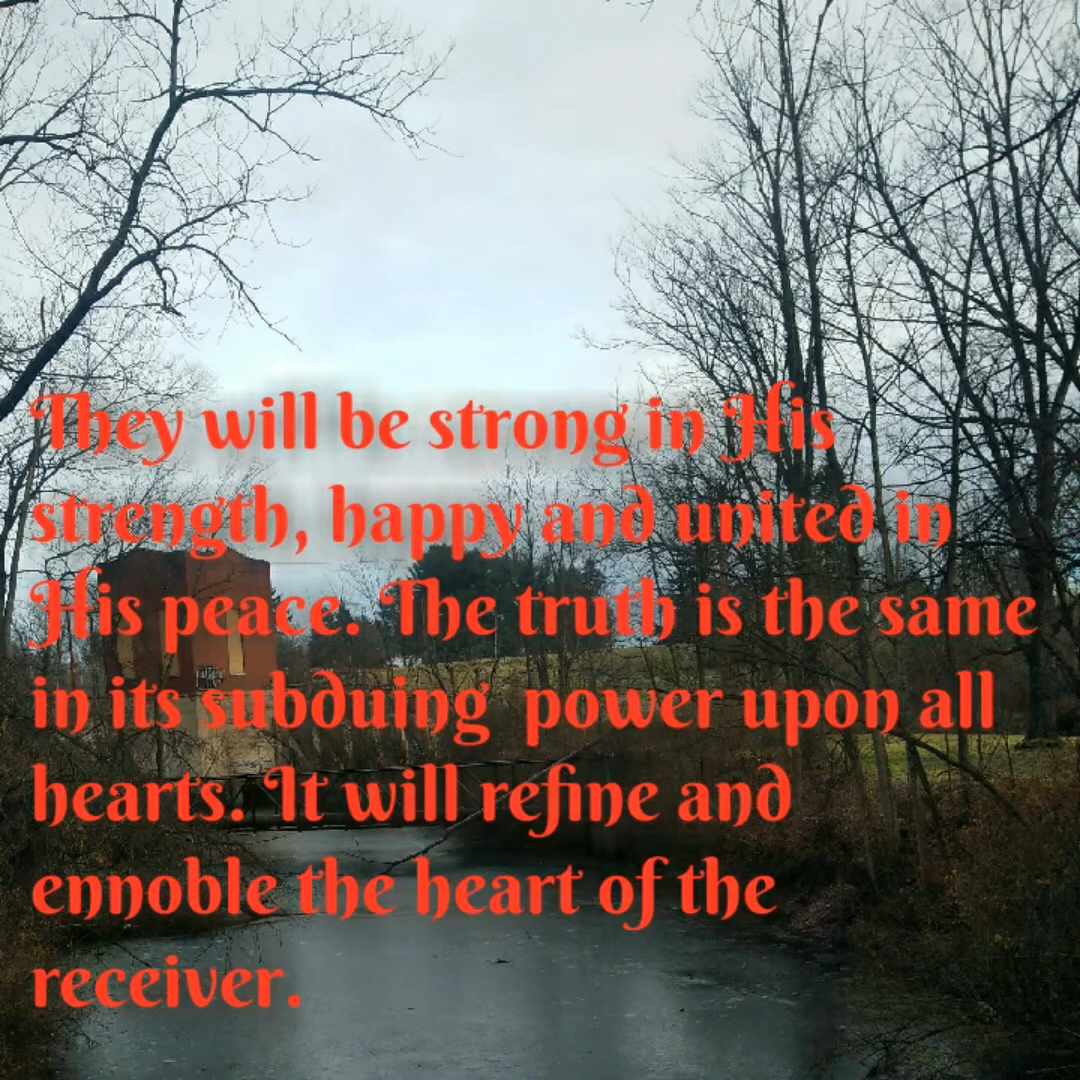 They will be strong in His
strength, happy and united in
His peace. The truth is the same
in its subduing power upon all
hearts. It will refine and
ennoble the heart of the
receiver.